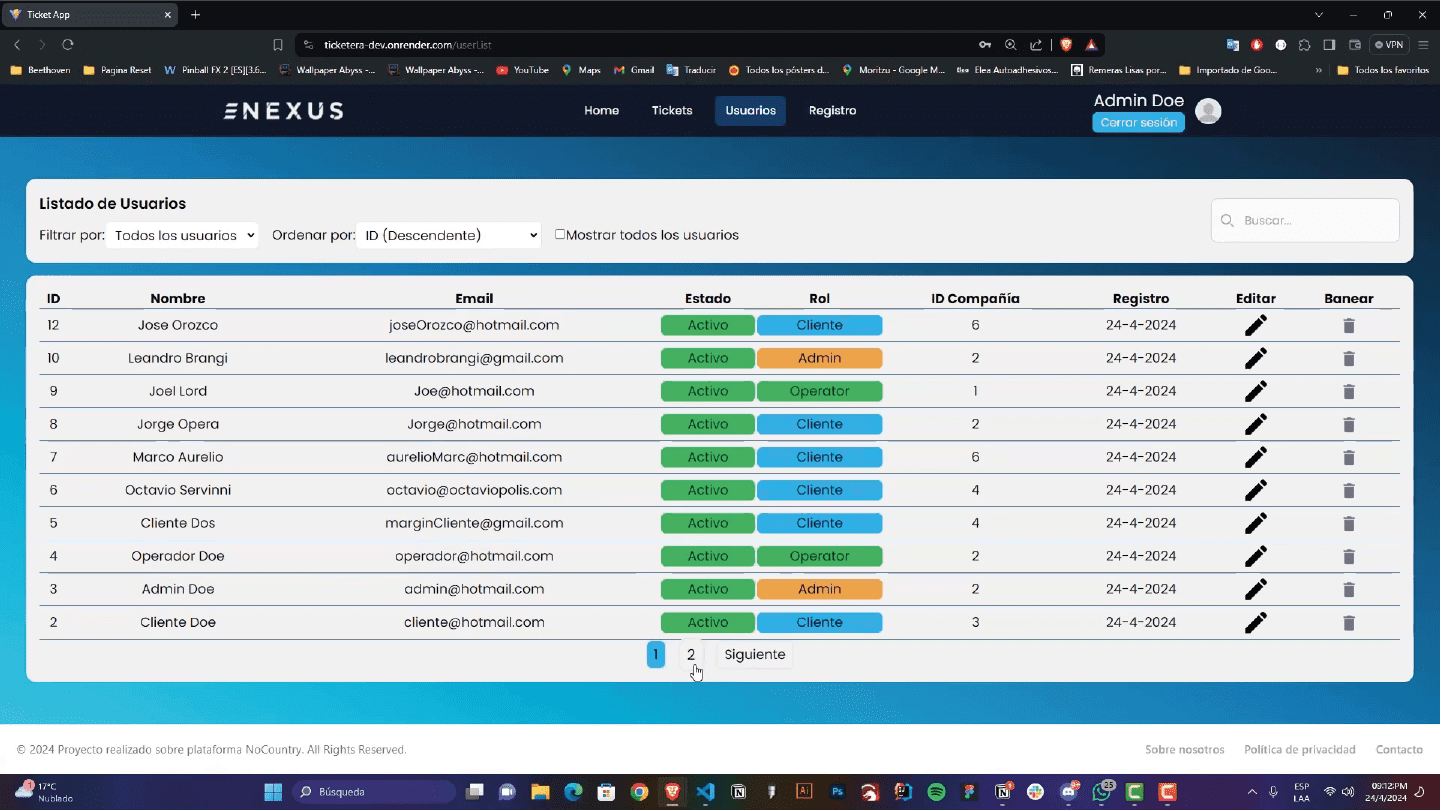 Ticket App
ticketera-dev.onrender.com/userList
VPN
Beethoven
Pagina Reset
Pinball FX 2 [ES][3.6...
Wallpaper Abyss -...
Wallpaper Abyss -...
YouTube
Maps
Gmail
Traducir
Todos los pósters d...
Moritzu - Google M...
Elea Autoadhesivos...
Remeras Lisas por...
Importado de Goo...
»
Todos los favoritos
NEXUS
Home
Tickets
Usuarios
Registro
Admin Doe
Cerrar sesión
Listado de Usuarios
Filtrar por: Todos los usuarios Ordenar por: ID (Descendente) Mostrar todos los usuarios
Buscar...
ID Nombre Email Estado Rol ID Compañía Registro Editar Banear
12 Jose Orozco joseOrozco@hotmail.com Activo Cliente 6 24-4-2024
10 Leandro Brangi leandrobrangi@gmail.com Activo Admin 2 24-4-2024
9 Joel Lord Joe@hotmail.com Activo Operator 1 24-4-2024
8 Jorge Opera Jorge@hotmail.com Activo Cliente 2 24-4-2024
7 Marco Aurelio aurelioMarc@hotmail.com Activo Cliente 6 24-4-2024
6 Octavio Servinni octavio@octaviopolis.com Activo Cliente 4 24-4-2024
5 Cliente Dos marginCliente@gmail.com Activo Cliente 4 24-4-2024
4 Operador Doe operador@hotmail.com Activo Operator 2 24-4-2024
3 Admin Doe admin@hotmail.com Activo Admin 2 24-4-2024
2 Cliente Doe cliente@hotmail.com Activo Cliente 3 24-4-2024
1 2 Siguiente
© 2024 Proyecto realizado sobre plataforma NoCountry. All Rights Reserved.
Sobre nosotros
Política de privacidad
Contacto
17°C
Nublado
Búsqueda
Ai
Ps
25
ESP
LAA
09:12:PM
24/4/2024